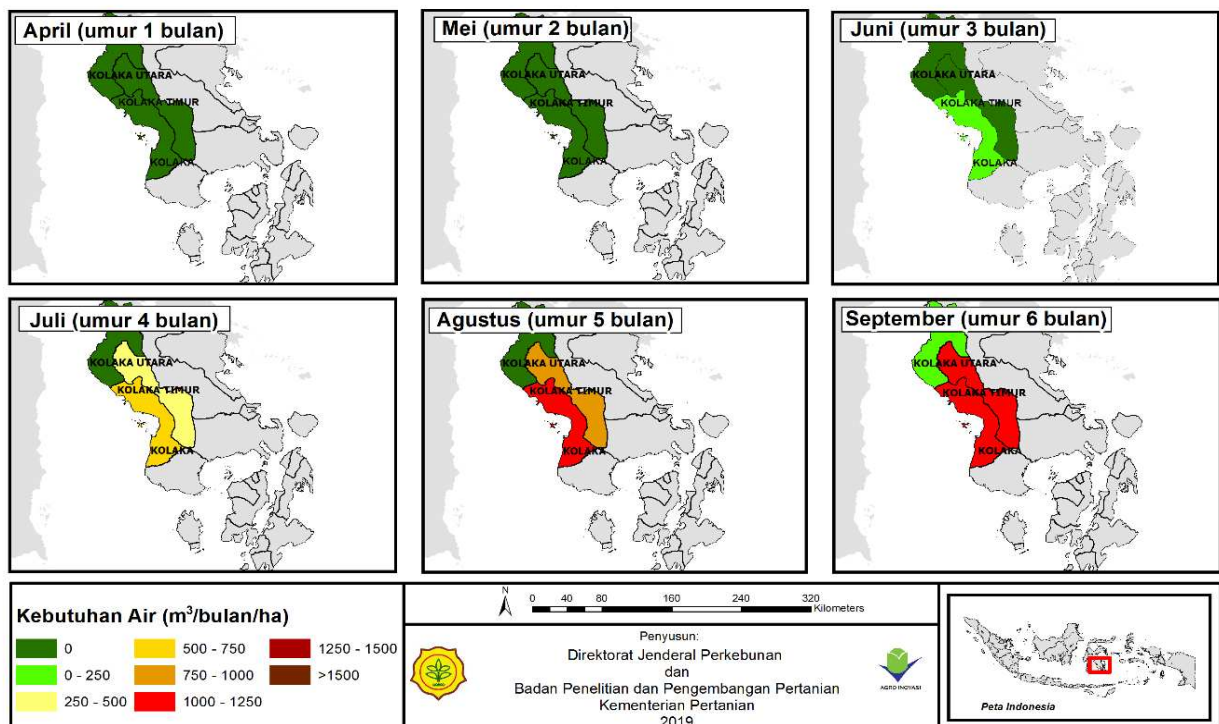 April (umur 1 bulan)
KOLAKA UTARA
KOLAKA TIMUR
KOLAKA
Mei (umur 2 bulan)
KOLAKA UTARA
KOLAKA TIMUR
KOLAKA
Juni (umur 3 bulan)
KOLAKA UTARA
KOLAKA TIMUR
KOLAKA
Juli (umur 4 bulan)
KOLAKA UTARA
KOLAKA TIMUR
KOLAKA
Agustus (umur 5 bulan)
KOLAKA UTARA
KOLAKA TIMUR
KOLAKA
September (umur 6 bulan)
KOLAKA UTARA
KOLAKA TIMUR
KOLAKA
Kebutuhan Air (m³/bulan/ha)
0
0 - 250
250 - 500
500 - 750
750 - 1000
1000 - 1250
1250 - 1500
>1500
N
0 40 80 160 240 320
Kilometers
Penyusun:
Direktorat Jenderal Perkebunan
dan
Badan Penelitian dan Pengembangan Pertanian
Kementerian Pertanian
2019
AGRO INOVASI
Peta Indonesia